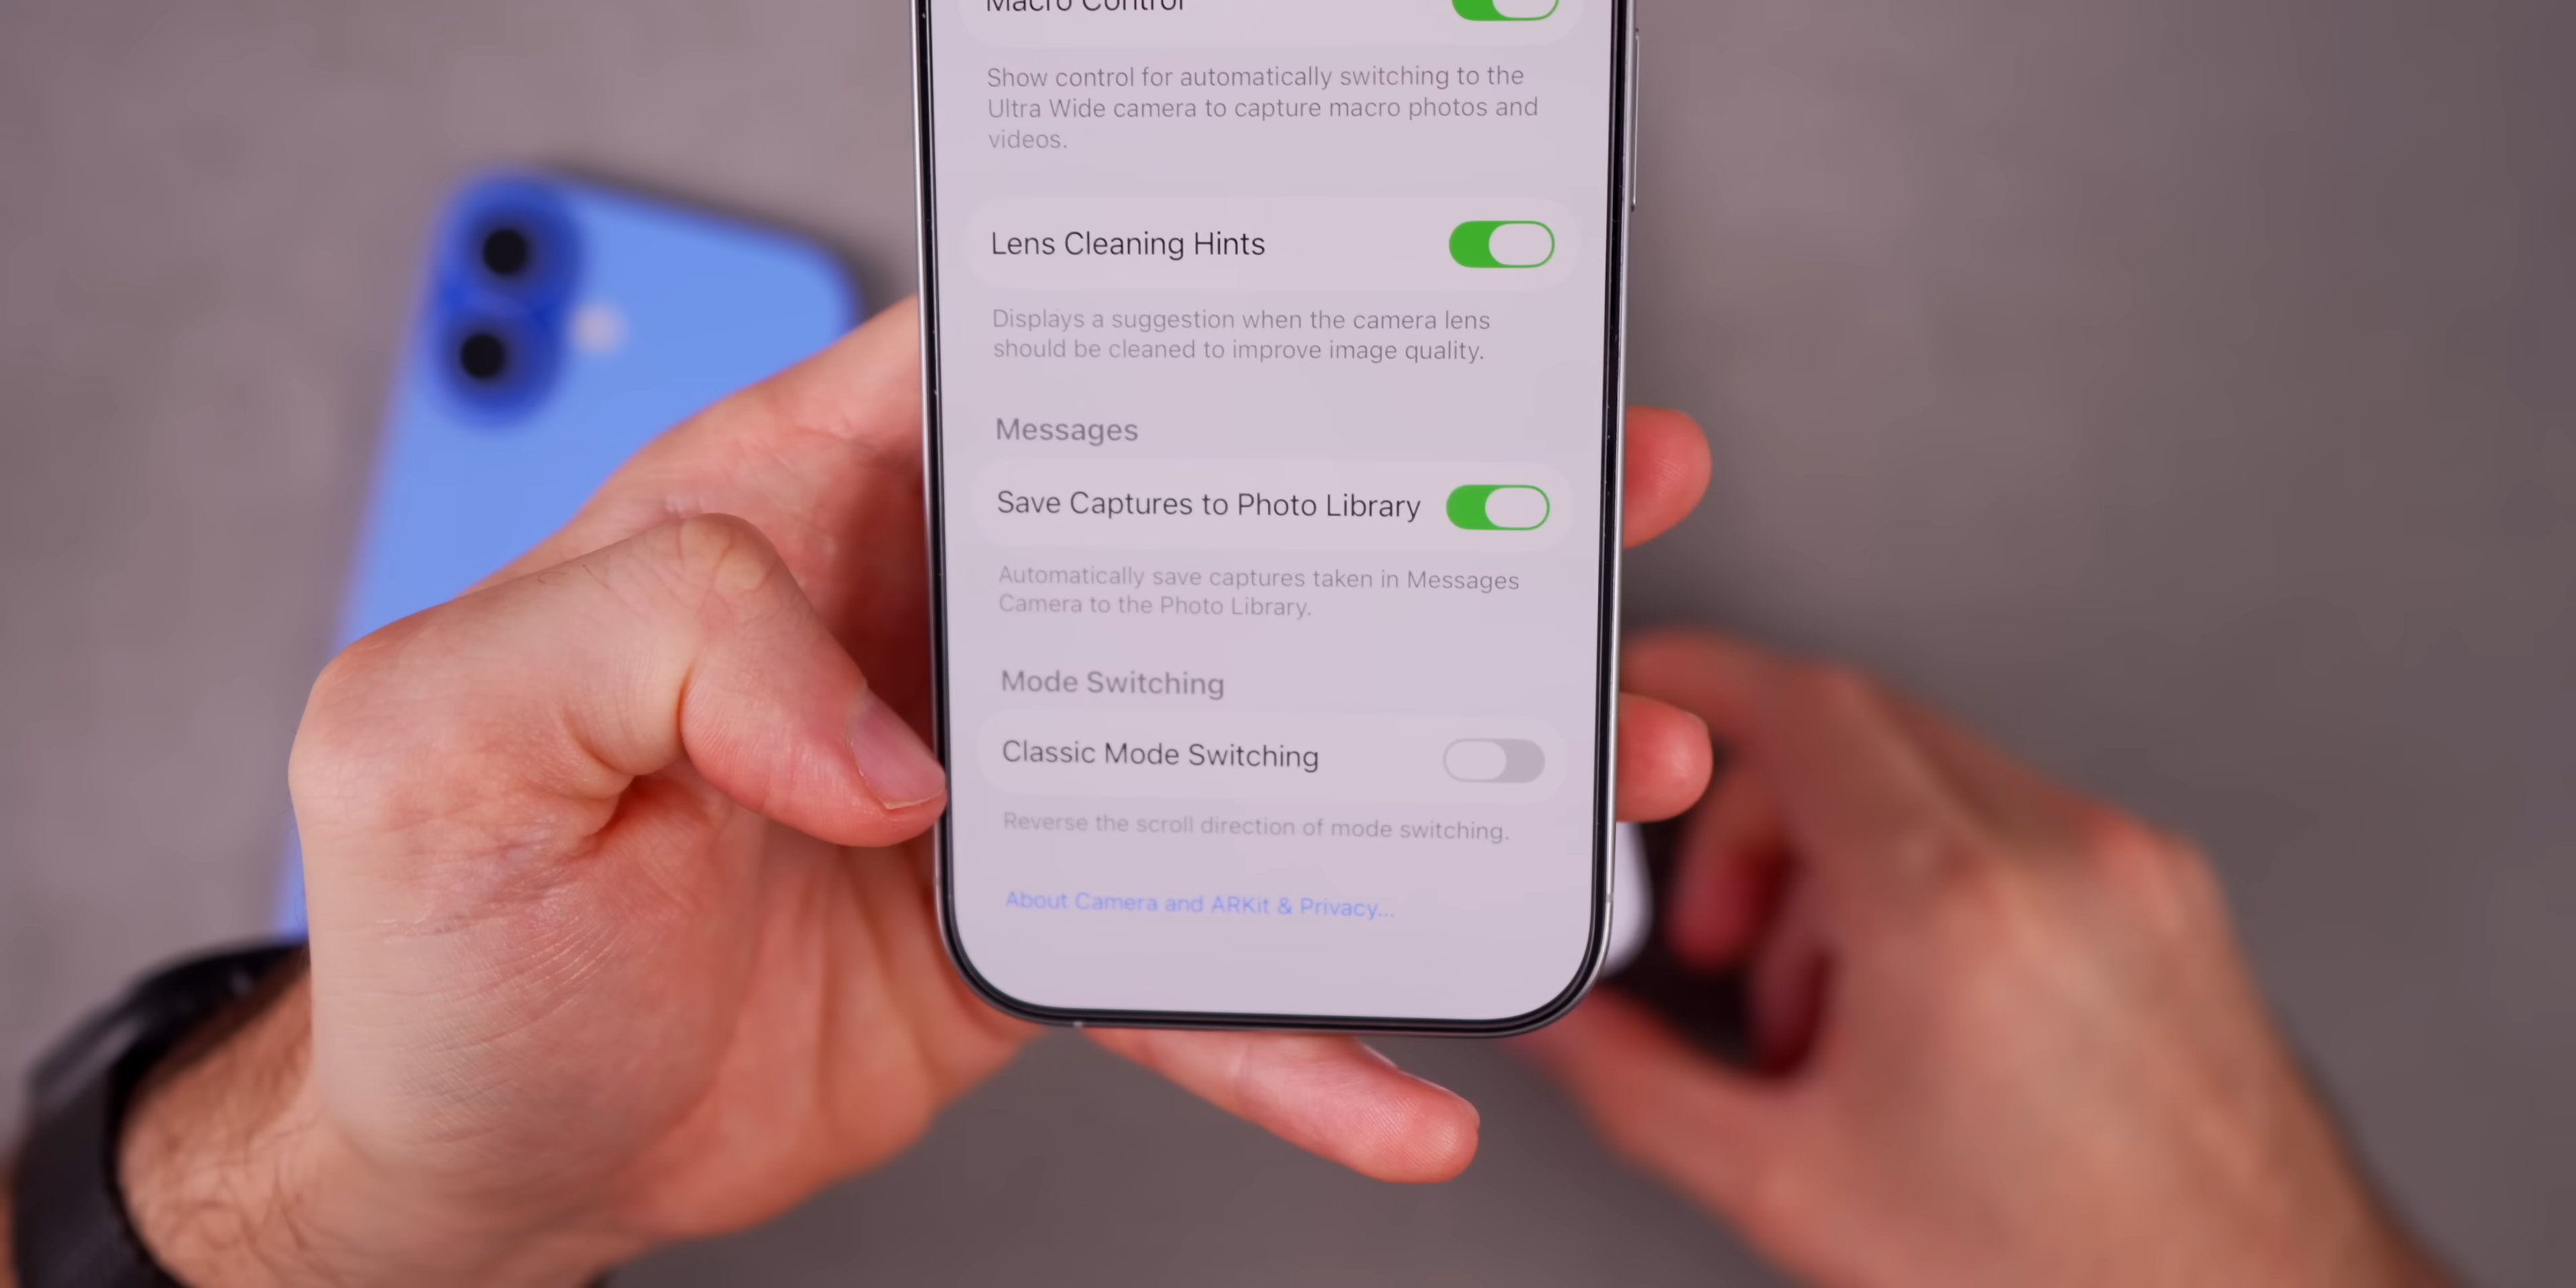 Macro Control
Show control for automatically switching to the
Ultra Wide camera to capture macro photos and
videos.
Lens Cleaning Hints
Displays a suggestion when the camera lens
should be cleaned to improve image quality.
Messages
Save Captures to Photo Library
Automatically save captures taken in Messages
Camera to the Photo Library.
Mode Switching
Classic Mode Switching
Reverse the scroll direction of mode switching.
About Camera and ARKit & Privacy...